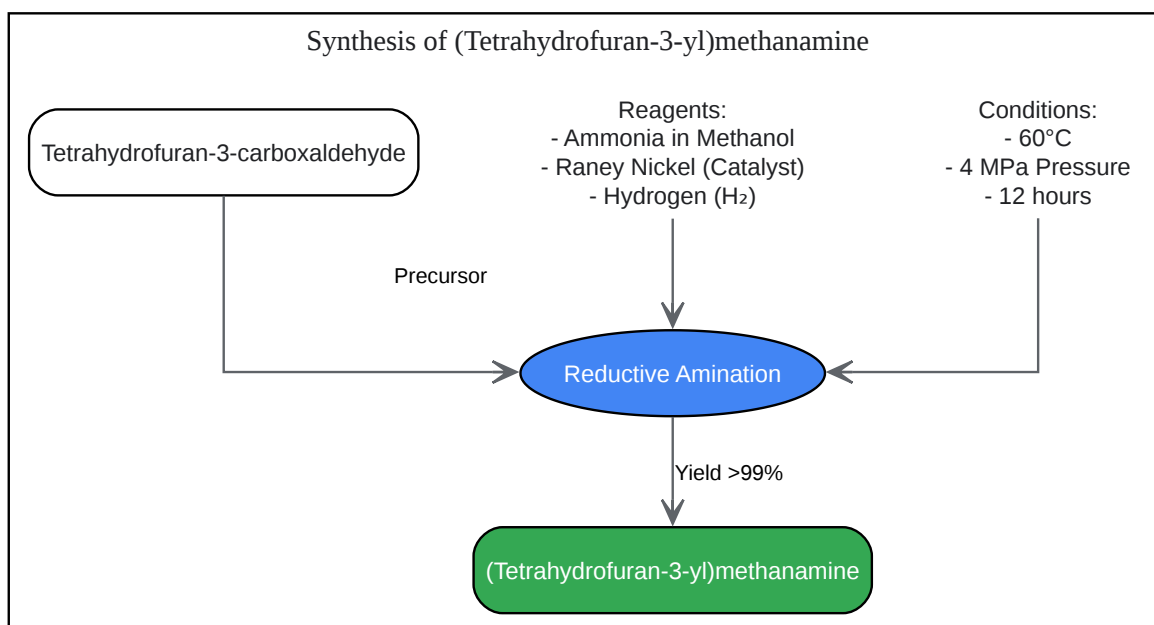 Synthesis of (Tetrahydrofuran-3-yl)methanamine
Tetrahydrofuran-3-carboxaldehyde
Reagents:
- Ammonia in Methanol
- Raney Nickel (Catalyst)
- Hydrogen (H₂)
Conditions:
- 60°C
- 4 MPa Pressure
- 12 hours
Precursor
Reductive Amination
Yield >99%
(Tetrahydrofuran-3-yl)methanamine